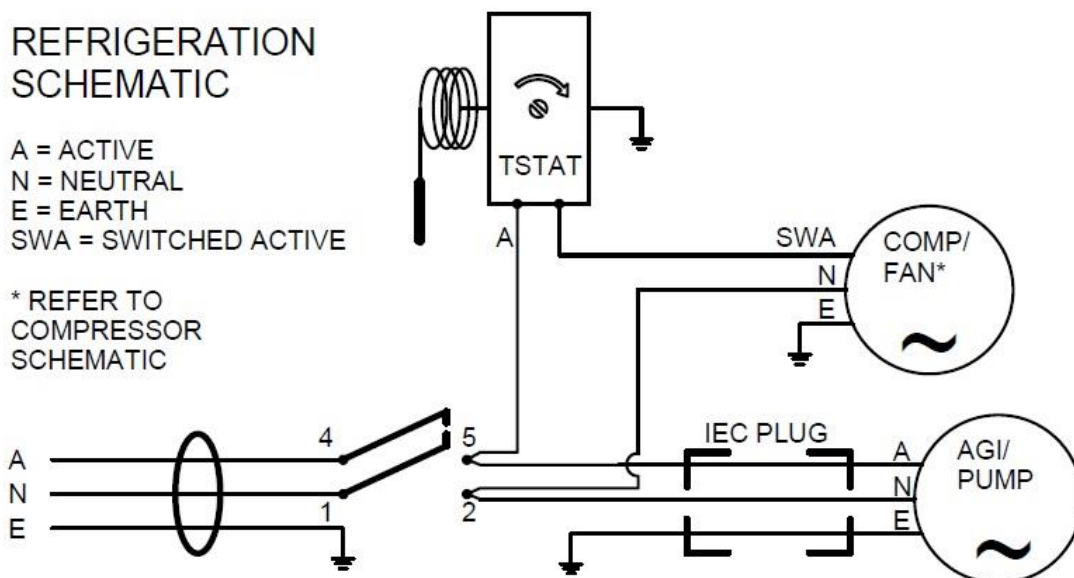 REFRIGERATION
SCHEMATIC
A = ACTIVE
N = NEUTRAL
E = EARTH
SWA = SWITCHED ACTIVE
* REFER TO
COMPRESSOR
SCHEMATIC
TSTAT
A
SWA
N
E
COMP/
FAN*
A
N
E
4
1
5
2
IEC PLUG
A
N
E
AGI/
PUMP